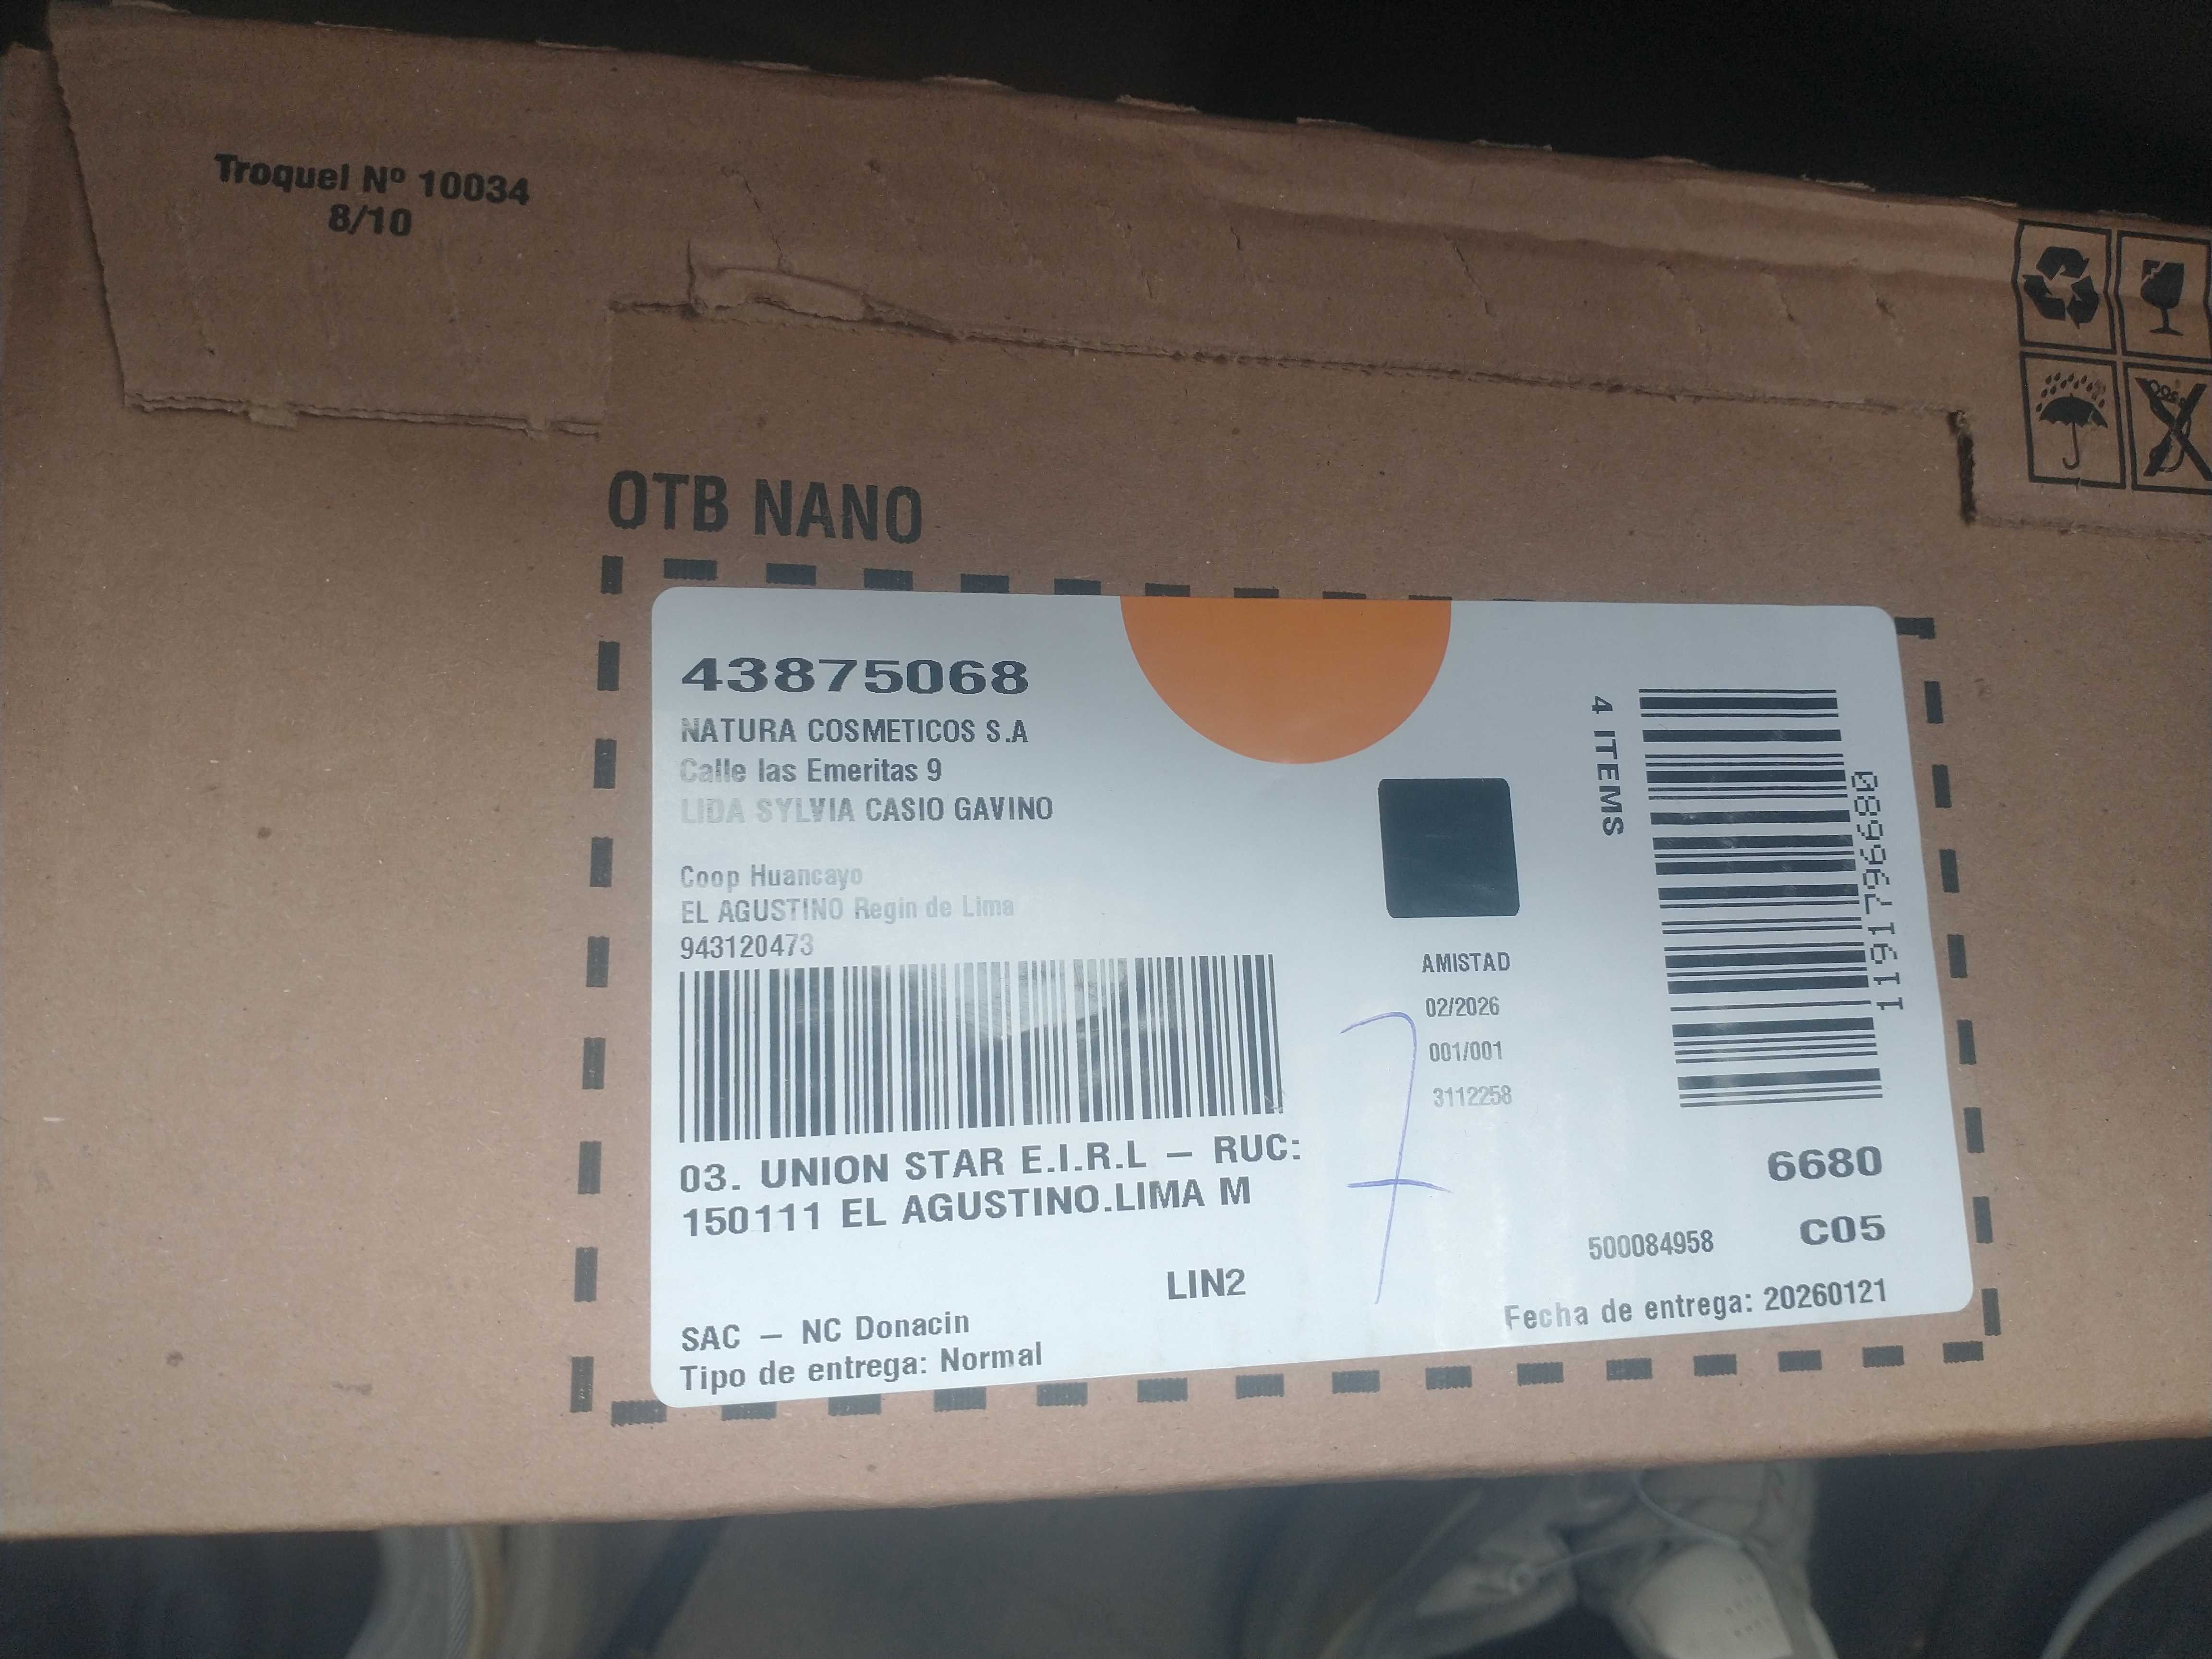 Troquel Nº 10034
8/10
OTB NANO
43875068
NATURA COSMETICOS S.A
Calle las Emeritas 9
LIDA SYLVIA CASIO GAVINO
Coop Huancayo
EL AGUSTINO Regin de Lima
943120473
03. UNION STAR E.I.R.L – RUC:
150111 EL AGUSTINO.LIMA M
LIN2
SAC – NC Donacin
Tipo de entrega: Normal
AMISTAD
02/2026
001/001
3112258
7
4 ITEMS
089967196680
6680
C05
500084958
Fecha de entrega: 20260121